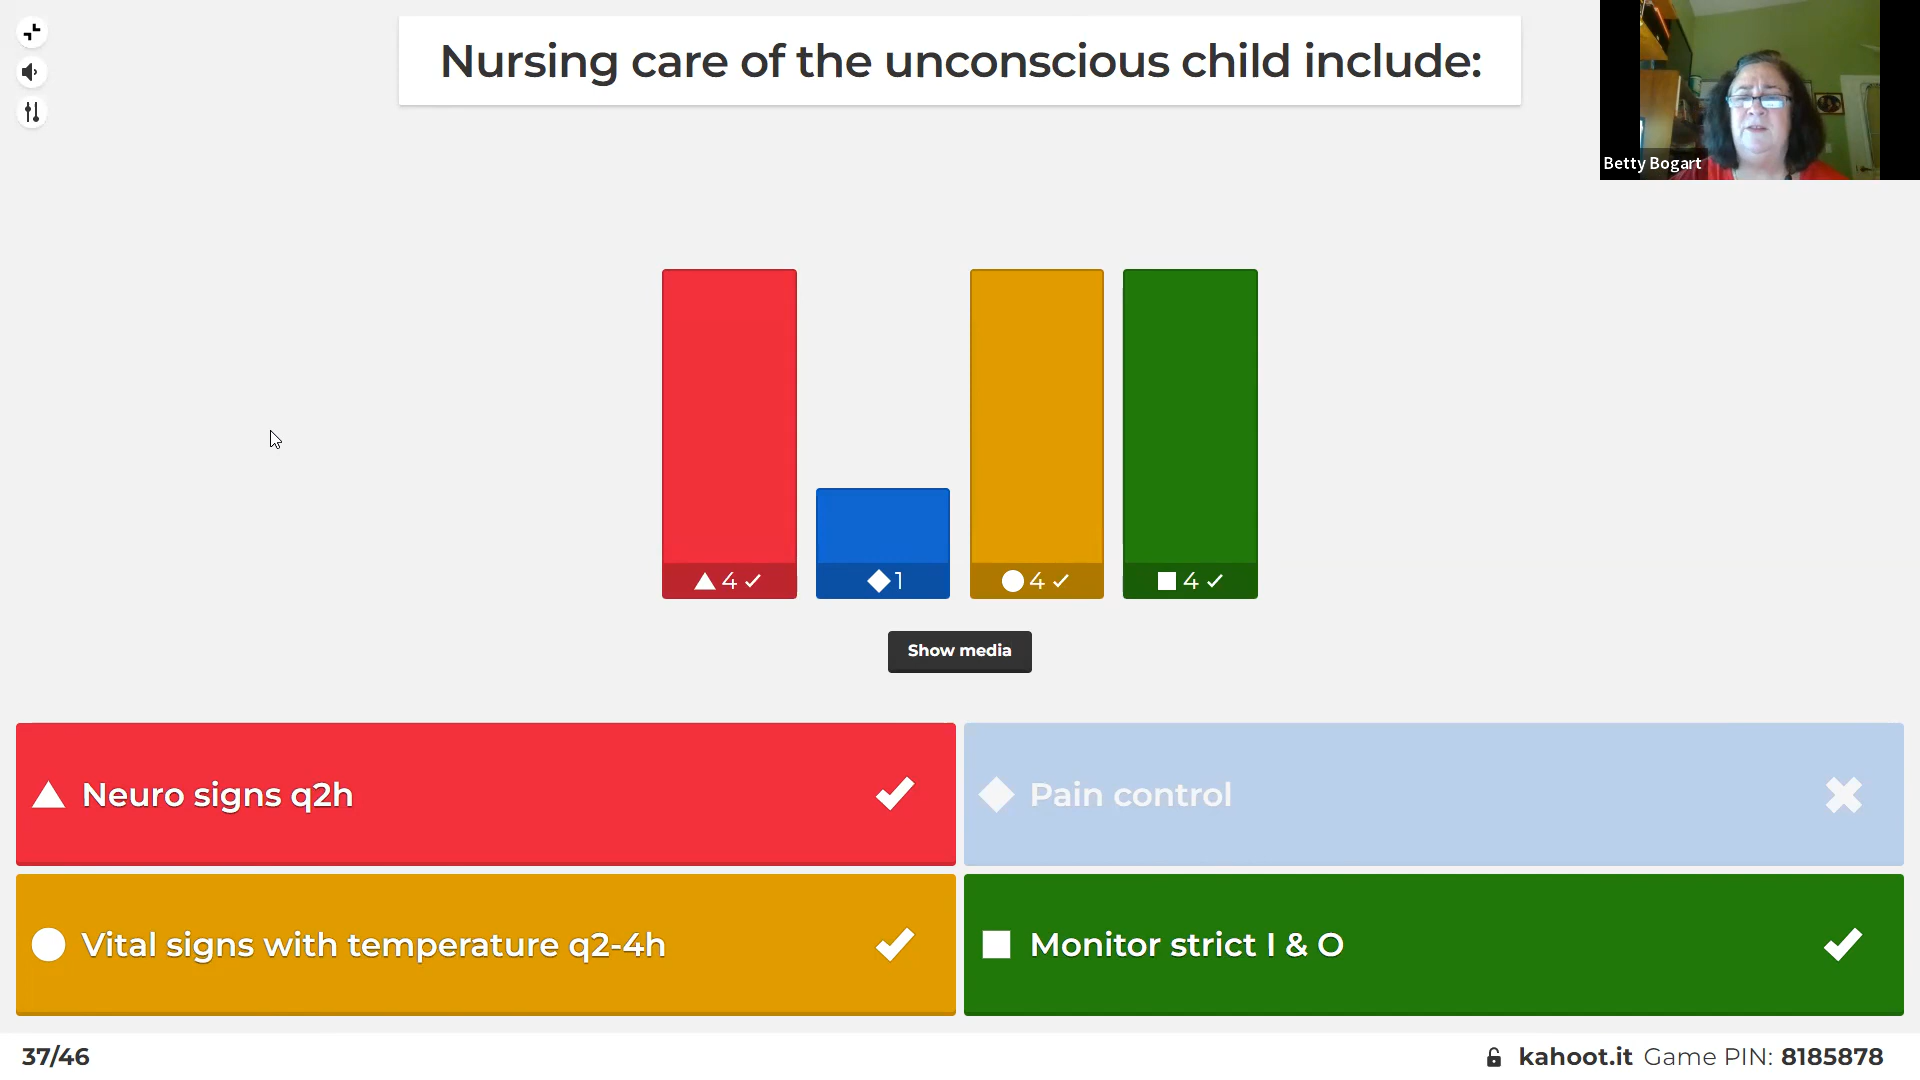 Nursing care of the unconscious child include:
Betty Bogart
4
1
4
4
Show media
Neuro signs q2h
Pain control
Vital signs with temperature q2-4h
Monitor strict I & O
37/46
kahoot.it Game PIN: 8185878